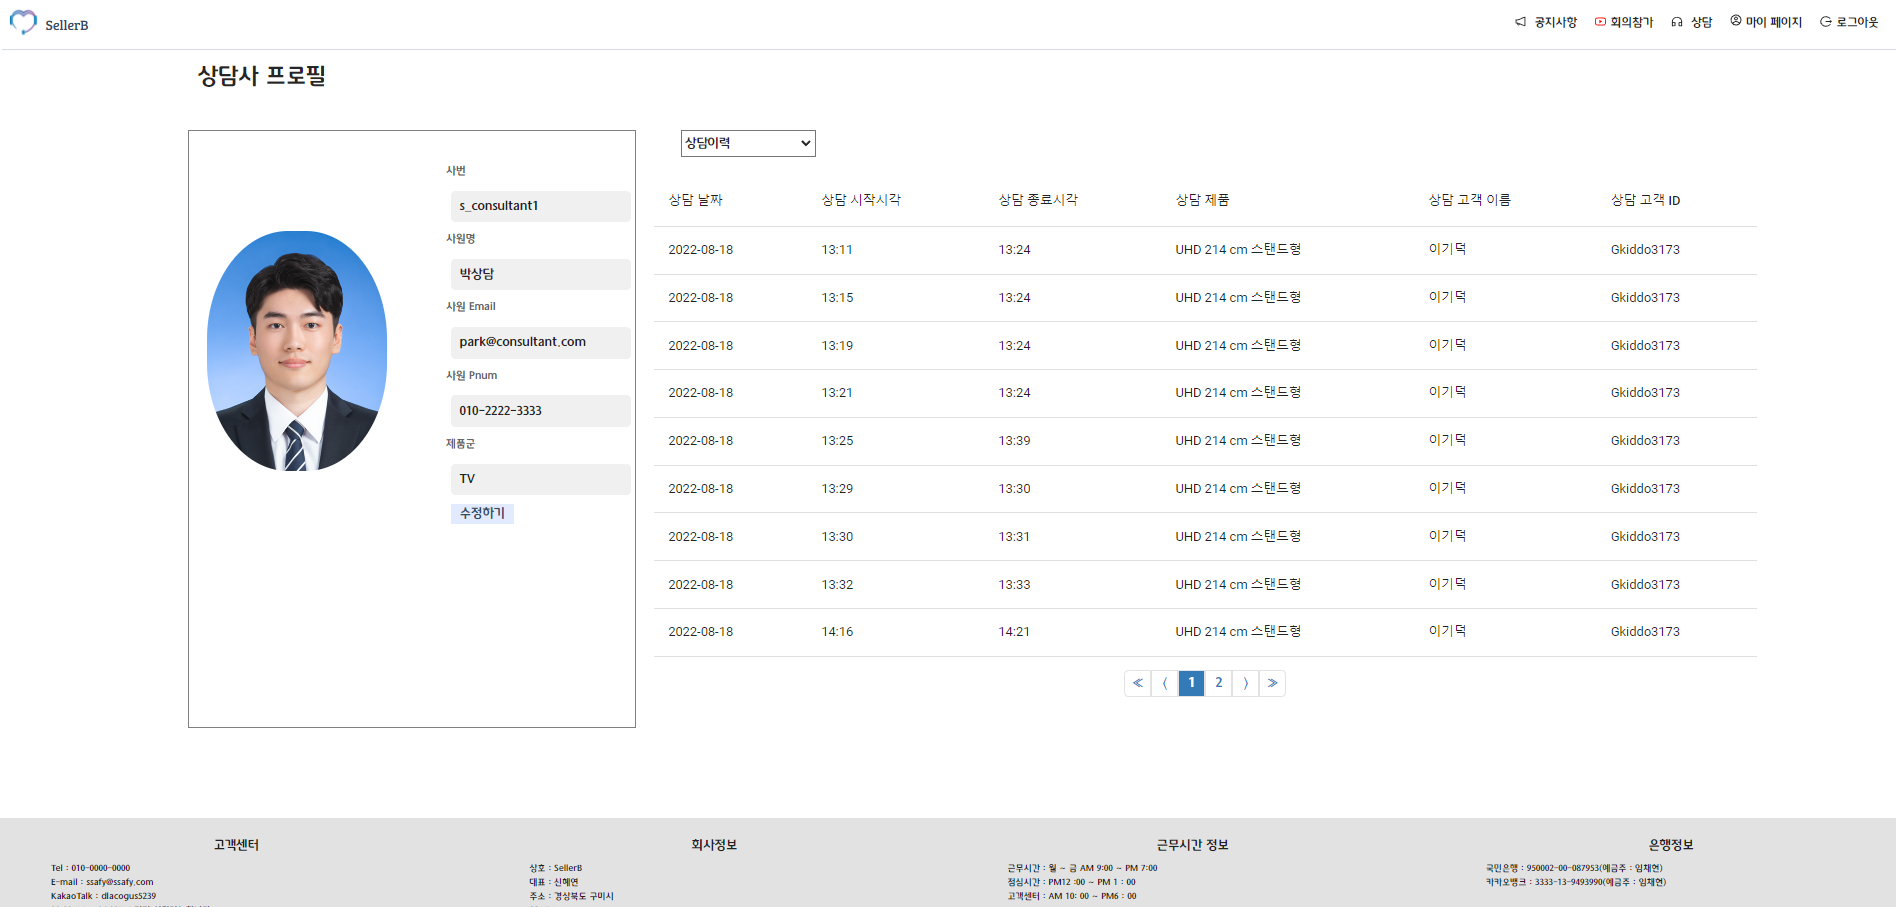 SellerB
공지사항 회의참가 상담 마이 페이지 로그아웃
상담사 프로필
사번
s_consultant1
사원명
박상담
사원 Email
park@consultant.com
사원 Pnum
010-2222-3333
제품군
TV
수정하기
상담이력
상담 날짜 상담 시작시각 상담 종료시각 상담 제품 상담 고객 이름 상담 고객 ID
2022-08-18 13:11 13:24 UHD 214 cm 스탠드형 이기덕 Gkiddo3173
2022-08-18 13:15 13:24 UHD 214 cm 스탠드형 이기덕 Gkiddo3173
2022-08-18 13:19 13:24 UHD 214 cm 스탠드형 이기덕 Gkiddo3173
2022-08-18 13:21 13:24 UHD 214 cm 스탠드형 이기덕 Gkiddo3173
2022-08-18 13:25 13:39 UHD 214 cm 스탠드형 이기덕 Gkiddo3173
2022-08-18 13:29 13:30 UHD 214 cm 스탠드형 이기덕 Gkiddo3173
2022-08-18 13:30 13:31 UHD 214 cm 스탠드형 이기덕 Gkiddo3173
2022-08-18 13:32 13:33 UHD 214 cm 스탠드형 이기덕 Gkiddo3173
2022-08-18 14:16 14:21 UHD 214 cm 스탠드형 이기덕 Gkiddo3173
≪ ⟨ 1 2 ⟩ ≫
고객센터
Tel : 010-0000-0000
E-mail : ssafy@ssafy.com
KakaoTalk : dlacogus5239
회사정보
상호 : SellerB
대표 : 신해연
주소 : 경상북도 구미시
근무시간 정보
근무시간 : 월 ~ 금 AM 9:00 ~ PM 7:00
점심시간 : PM12 :00 ~ PM 1 : 00
고객센터 : AM 10: 00 ~ PM6 : 00
은행정보
국민은행 : 950002-00-087953(예금주 : 임채현)
카카오뱅크 : 3333-13-9493990(예금주 : 임채현)